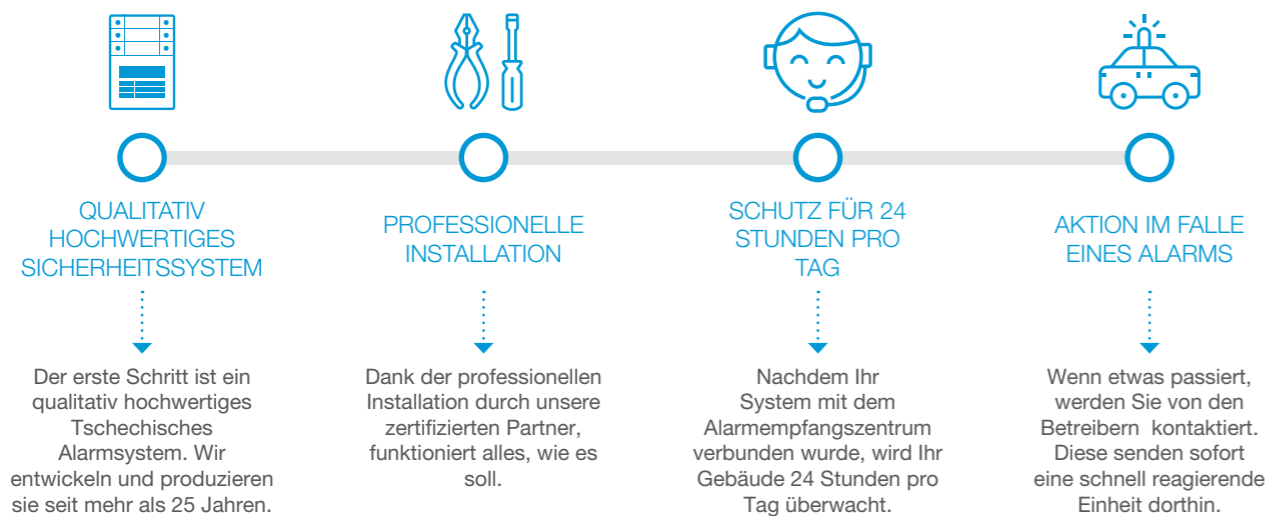 QUALITATIV
HOCHWERTIGES
SICHERHEITSSYSTEM
Der erste Schritt ist ein
qualitativ hochwertiges
Tschechisches
Alarmsystem. Wir
entwickeln und produzieren
sie seit mehr als 25 Jahren.
PROFESSIONELLE
INSTALLATION
Dank der professionellen
Installation durch unsere
zertifizierten Partner,
funktioniert alles, wie es
soll.
SCHUTZ FÜR 24
STUNDEN PRO
TAG
Nachdem Ihr
System mit dem
Alarmempfangszentrum
verbunden wurde, wird Ihr
Gebäude 24 Stunden pro
Tag überwacht.
AKTION IM FALLE
EINES ALARMS
Wenn etwas passiert,
werden Sie von den
Betreibern kontaktiert.
Diese senden sofort
eine schnell reagierende
Einheit dorthin.